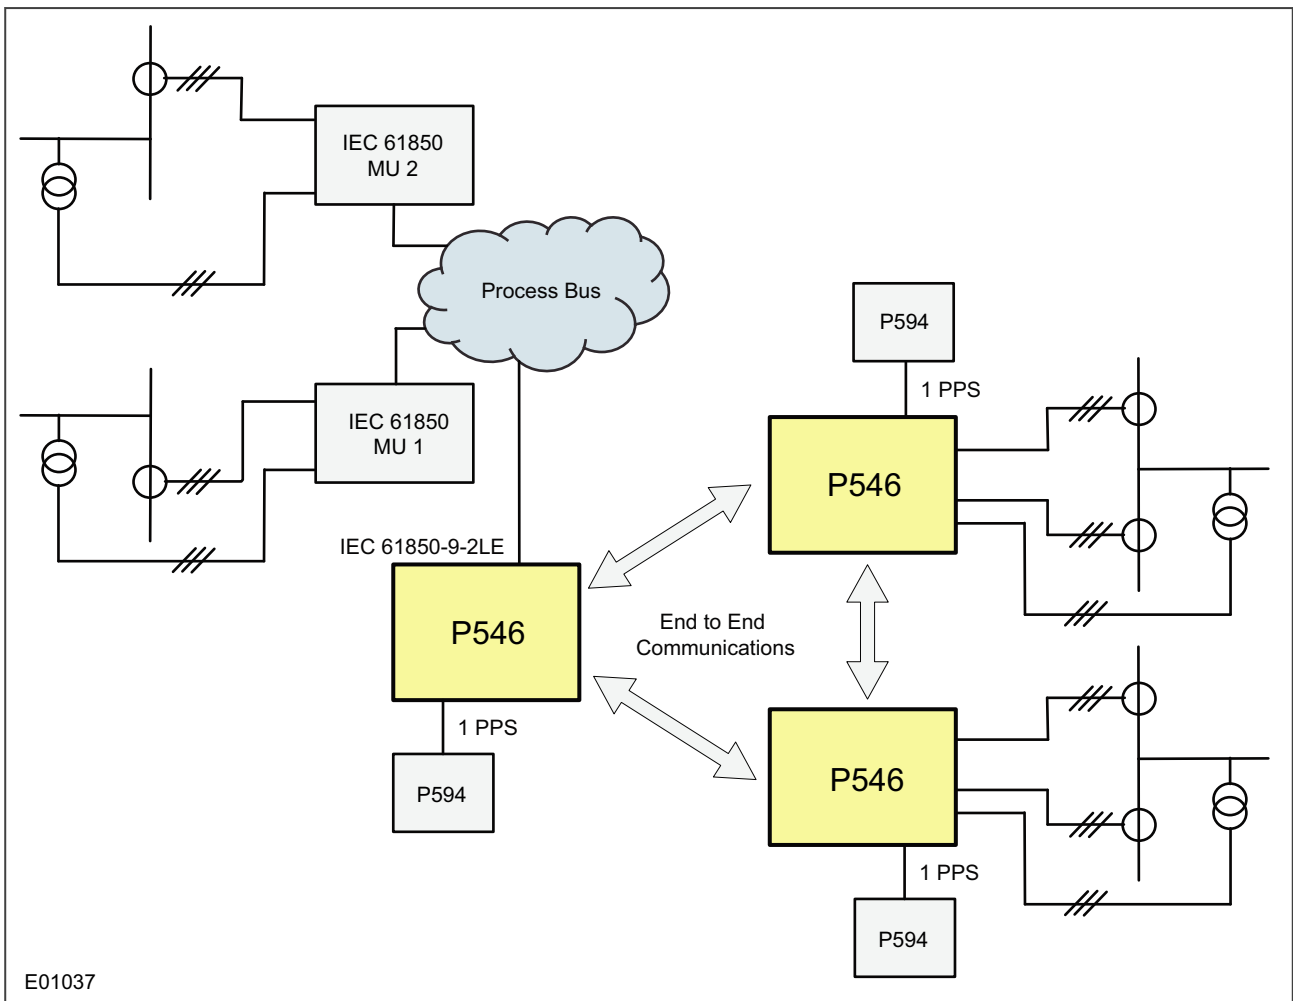 IEC 61850
MU 2
Process Bus
P594
1 PPS
IEC 61850
MU 1
P546
IEC 61850-9-2LE
P546
End to End
Communications
1 PPS
P594
P546
1 PPS
P594
E01037